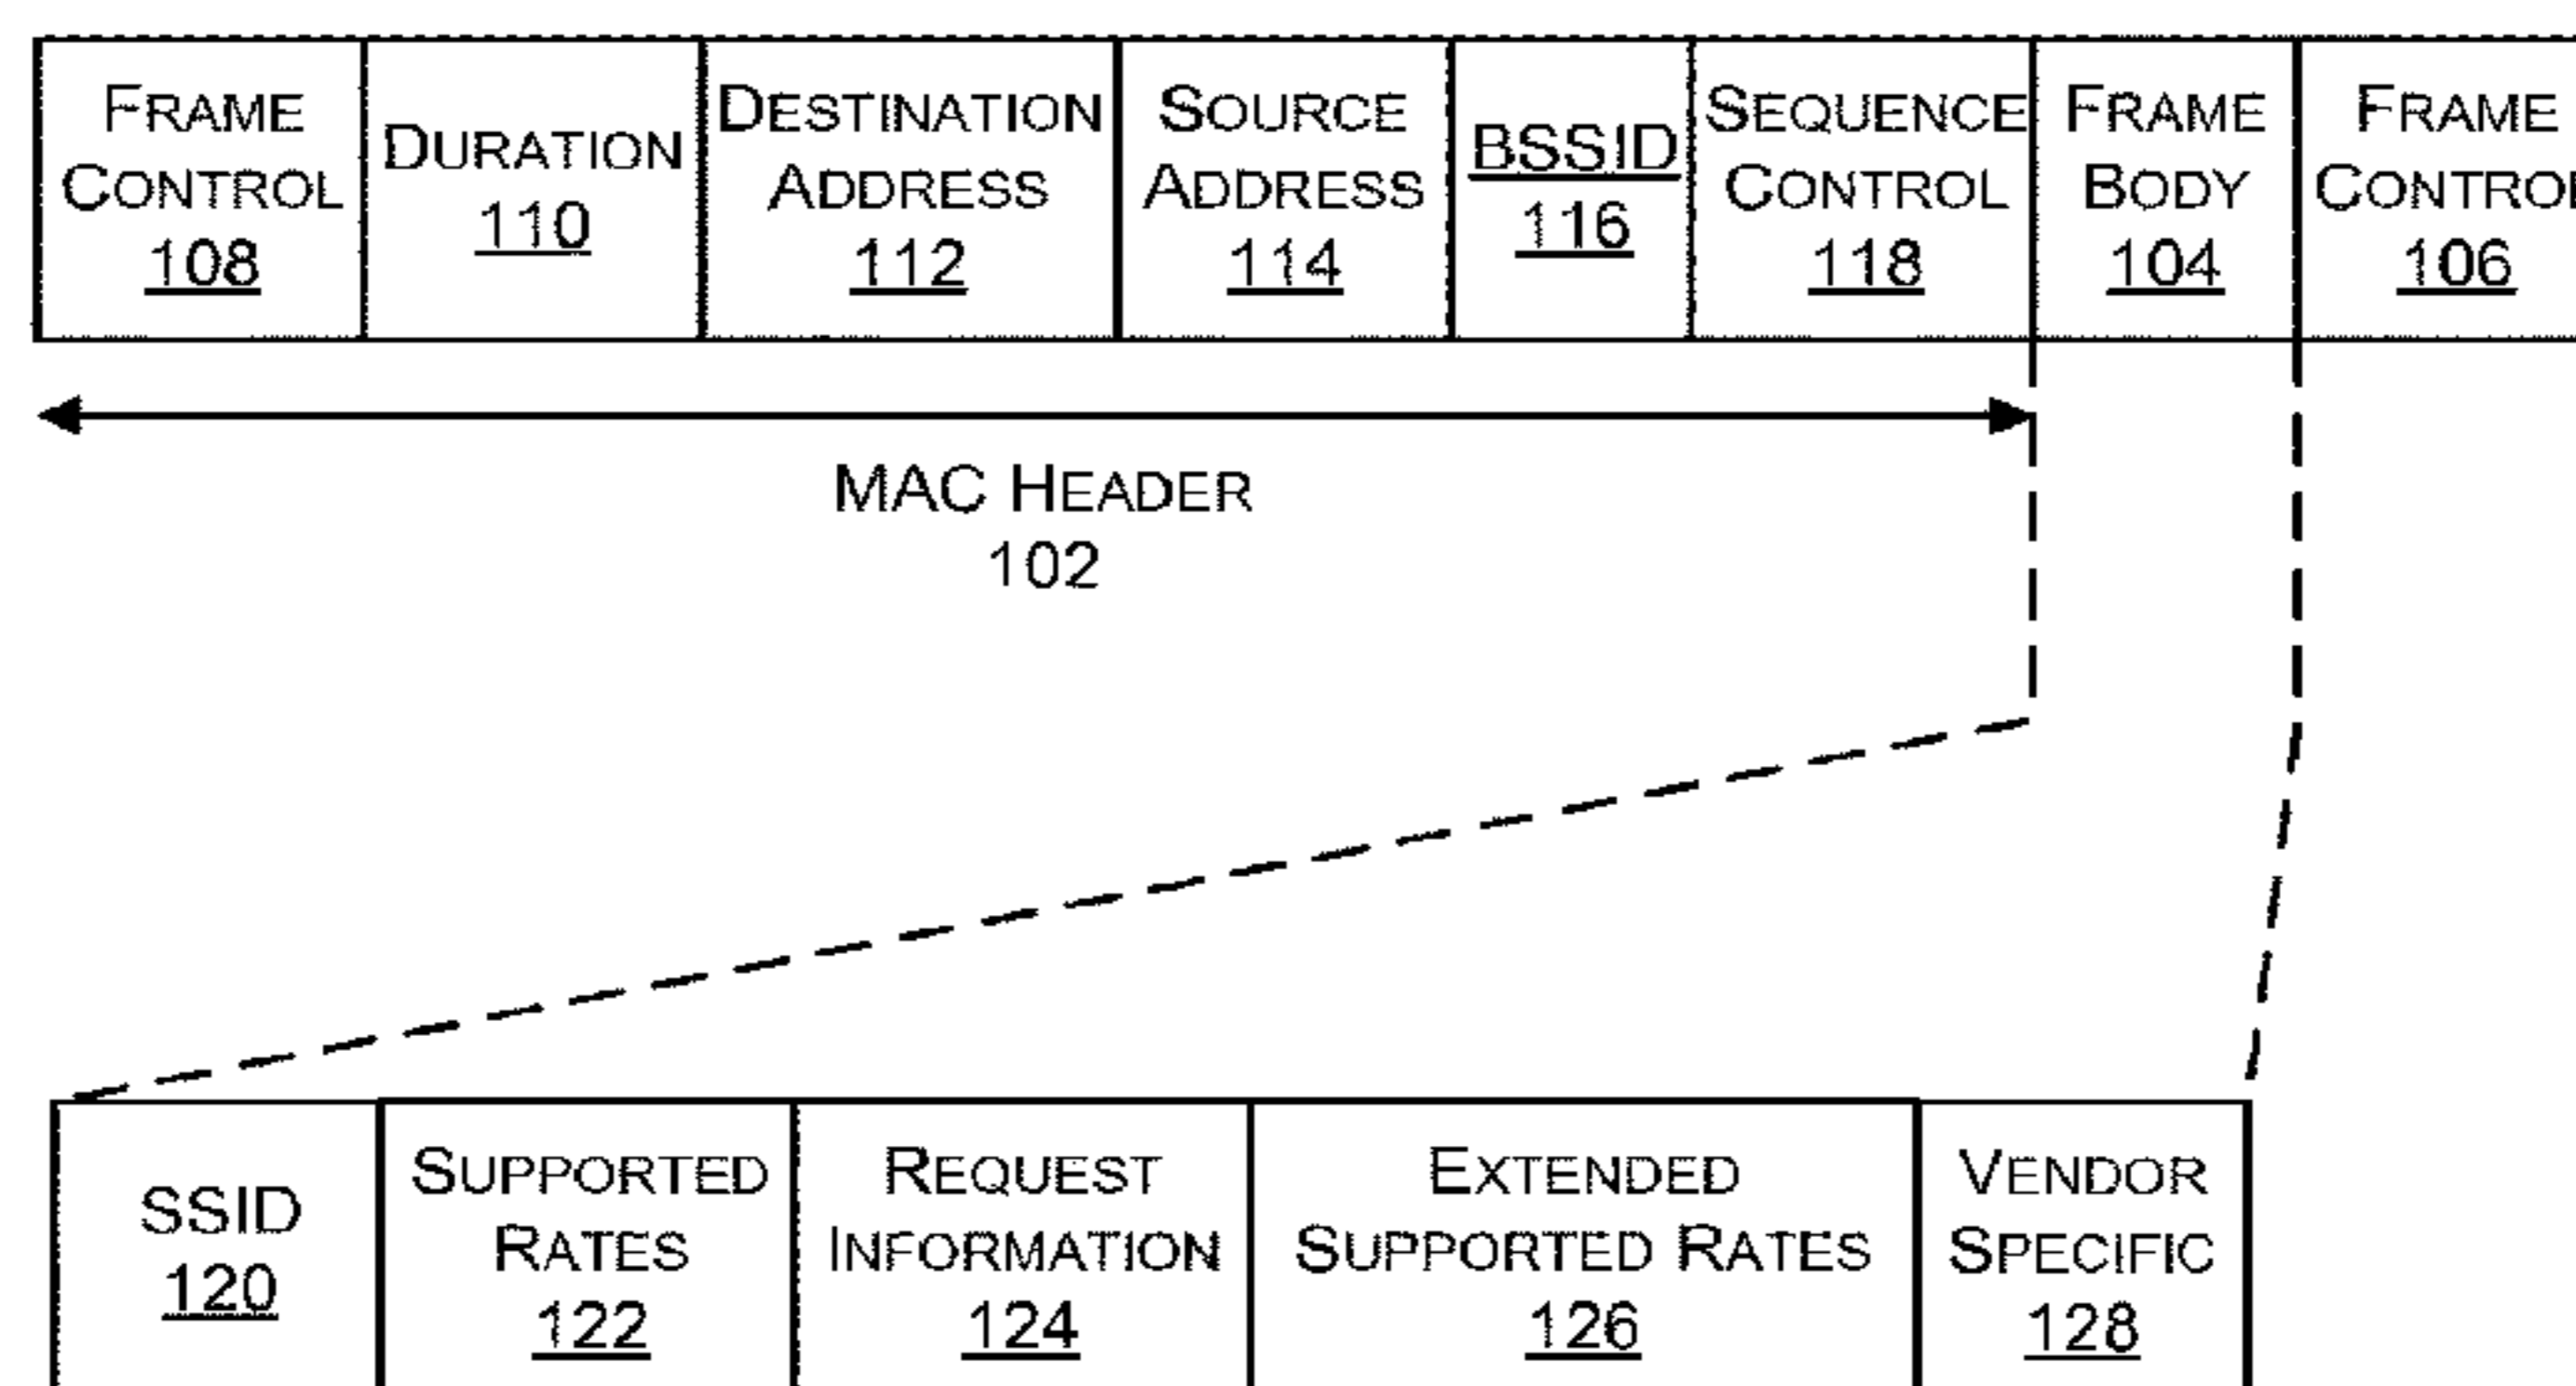 FRAME CONTROL 108
DURATION 110
DESTINATION ADDRESS 112
SOURCE ADDRESS 114
BSSID 116
SEQUENCE CONTROL 118
FRAME BODY 104
FRAME CONTROL 106
MAC HEADER
102
SSID 120
SUPPORTED RATES 122
REQUEST INFORMATION 124
EXTENDED SUPPORTED RATES 126
VENDOR SPECIFIC 128